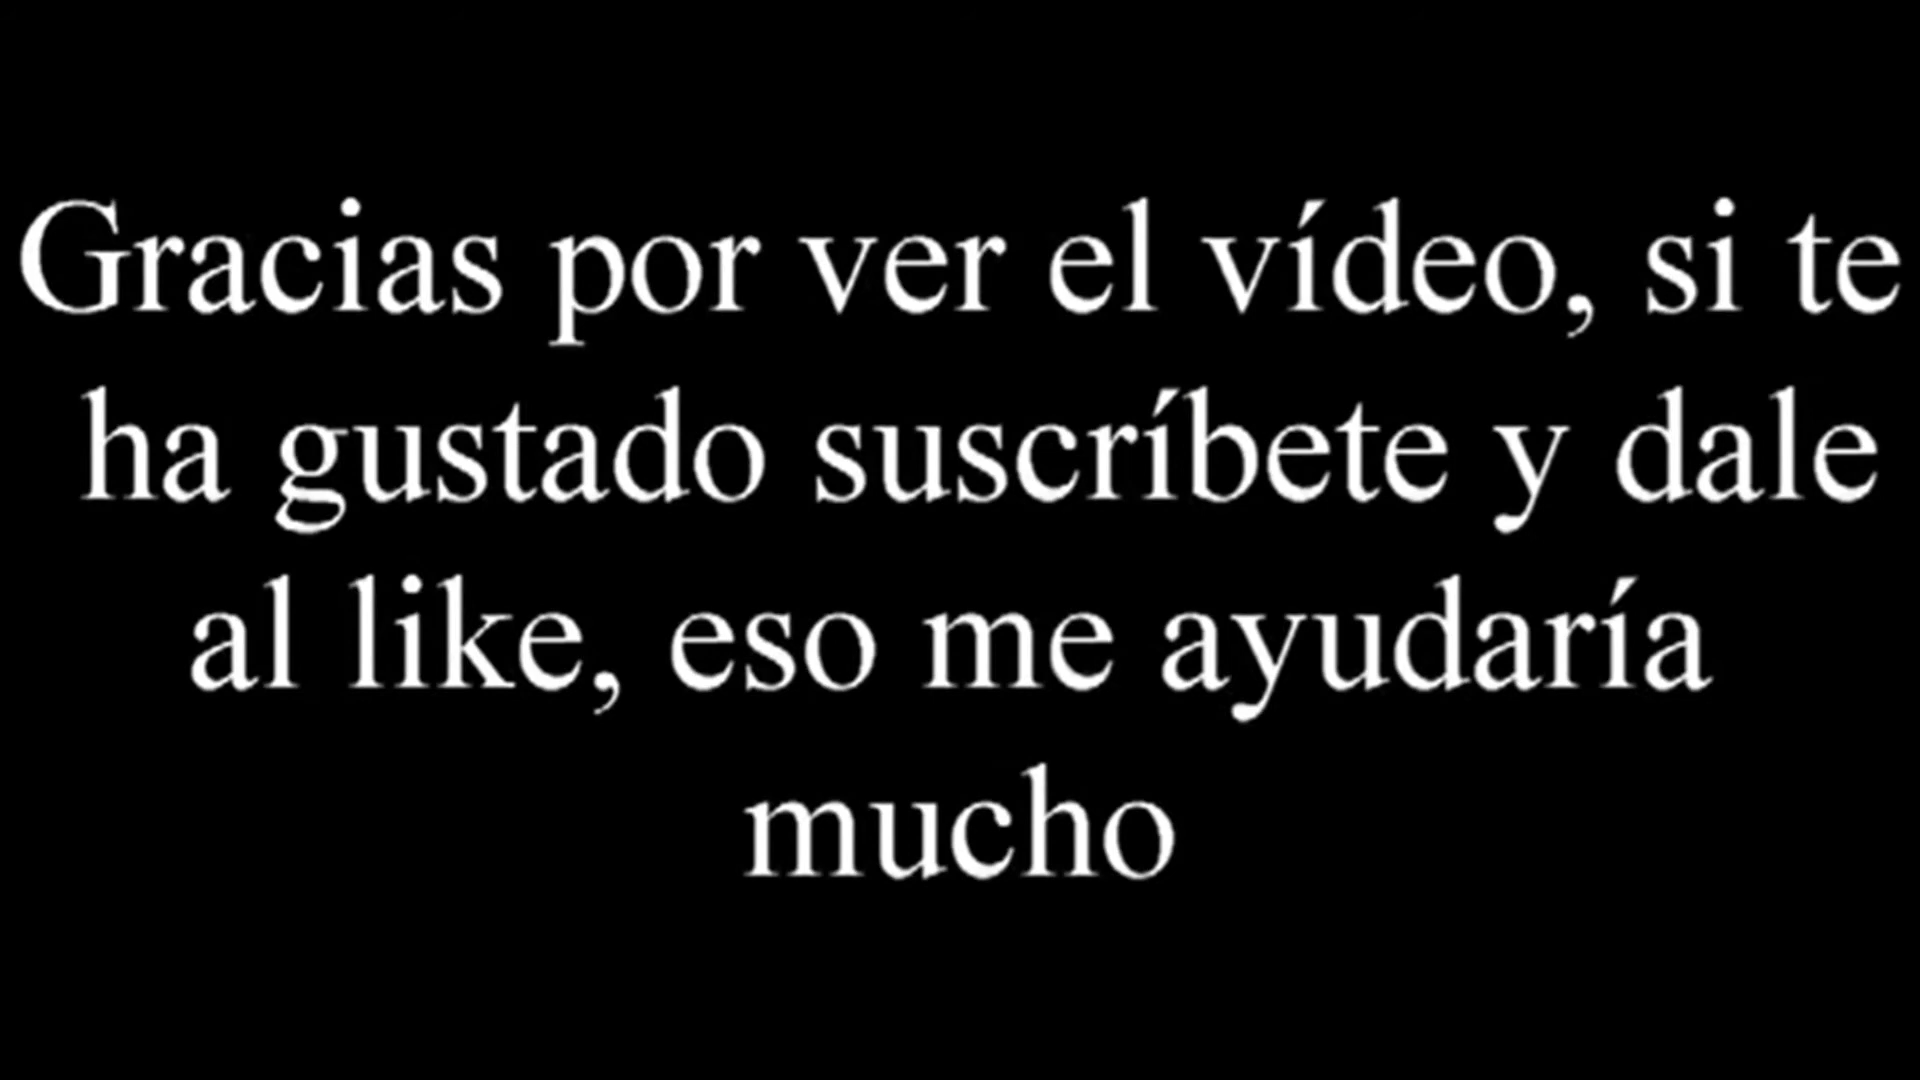 Gracias por ver el vídeo, si te
ha gustado suscríbete y dale
al like, eso me ayudaría
mucho